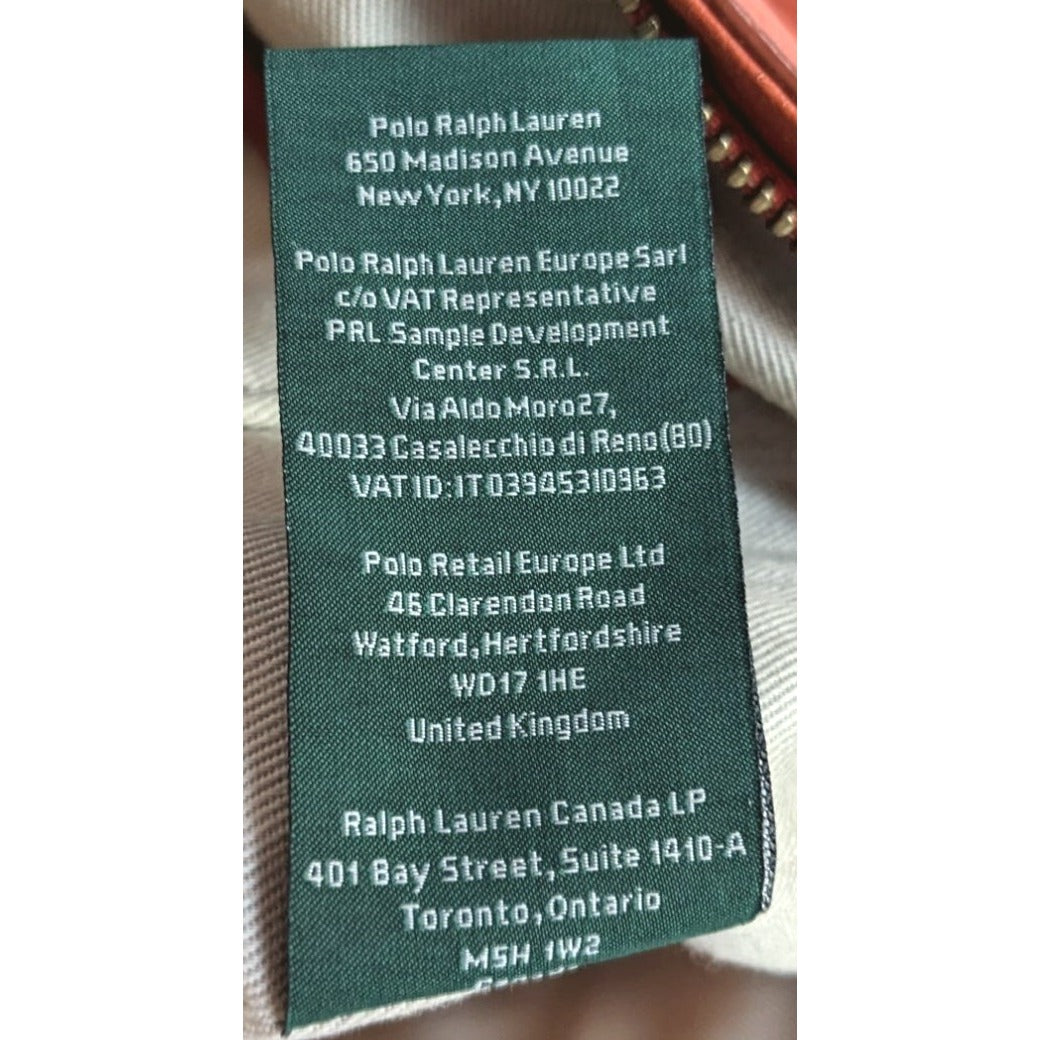 Polo Ralph Lauren
650 Madison Avenue
New York, NY 10022
Polo Ralph Lauren Europe Sarl
c/o VAT Representative
PRL Sample Development
Center S.R.L.
Via Aldo Moro 27,
40033 Casalecchio di Reno (BO)
VAT ID: IT 03945310963
Polo Retail Europe Ltd
46 Clarendon Road
Watford, Hertfordshire
WD17 1HE
United Kingdom
Ralph Lauren Canada LP
401 Bay Street, Suite 1410-A
Toronto, Ontario
M5H 1W2